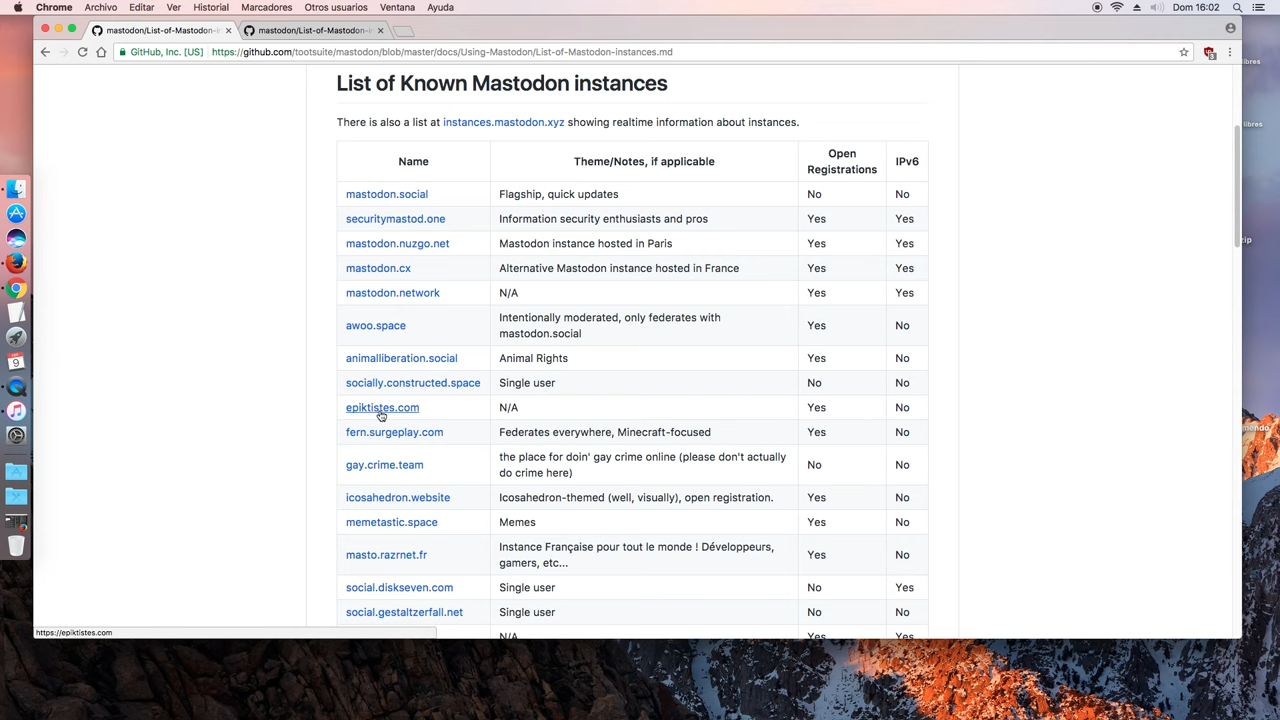 Chrome Archivo Editar Ver Historial Marcadores Otros usuarios Ventana Ayuda Dom 16:02
mastodon/List-of-Mastodon-i mastodon/List-of-Mastodon-
GitHub, Inc. [US] https://github.com/tootsuite/mastodon/blob/master/docs/Using-Mastodon/List-of-Mastodon-instances.md
List of Known Mastodon instances
There is also a list at instances.mastodon.xyz showing realtime information about instances.
Name Theme/Notes, if applicable Open Registrations IPv6
mastodon.social Flagship, quick updates No No
securitymastod.one Information security enthusiasts and pros Yes Yes
mastodon.nuzgo.net Mastodon instance hosted in Paris Yes Yes
mastodon.cx Alternative Mastodon instance hosted in France Yes Yes
mastodon.network N/A Yes Yes
awoo.space Intentionally moderated, only federates with mastodon.social Yes No
animalliberation.social Animal Rights Yes No
socially.constructed.space Single user No No
epiktistes.com N/A Yes No
fern.surgeplay.com Federates everywhere, Minecraft-focused Yes No
gay.crime.team the place for doin' gay crime online (please don't actually do crime here) No No
icosahedron.website Icosahedron-themed (well, visually), open registration. Yes No
memetastic.space Memes Yes No
masto.razrnet.fr Instance Française pour tout le monde ! Développeurs, gamers, etc... Yes No
social.diskseven.com Single user No Yes
social.gestaltzerfall.net Single user No No
N/A Yes Yes
https://epiktistes.com
libres
libres
zip
mendo
9
3